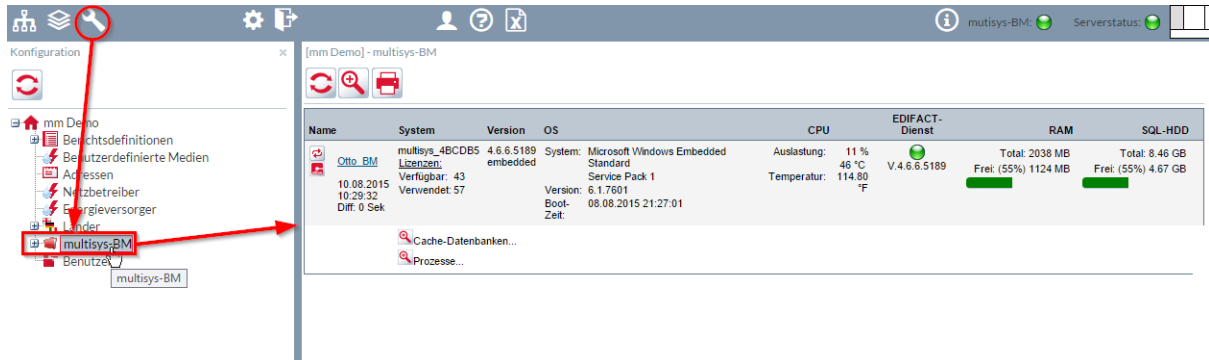 mutisys-BM:
Serverstatus:
Konfiguration
mm Demo
Berichtsdefinitionen
Benutzerdefinierte Medien
Adressen
Netzbetreiber
Energieversorger
Länder
multisys-BM
Benutzer
multisys-BM
[mm Demo] - multisys-BM
Name System Version OS CPU EDIFACT-Dienst RAM SQL-HDD
Otto_BM
10.08.2015
10:29:32
Diff: 0 Sek
multisys_4BCDB5
Lizenzen:
Verfügbar: 43
Verwendet: 57
4.6.6.5189
embedded
System: Microsoft Windows Embedded
Standard
Service Pack 1
Version: 6.1.7601
Boot-
Zeit: 08.08.2015 21:27:01
Auslastung: 11 %
46 °C
Temperatur: 114.80
°F
V.4.6.6.5189
Total: 2038 MB
Frei: (55%) 1124 MB
Total: 8.46 GB
Frei: (55%) 4.67 GB
Cache-Datenbanken...
Prozesse...